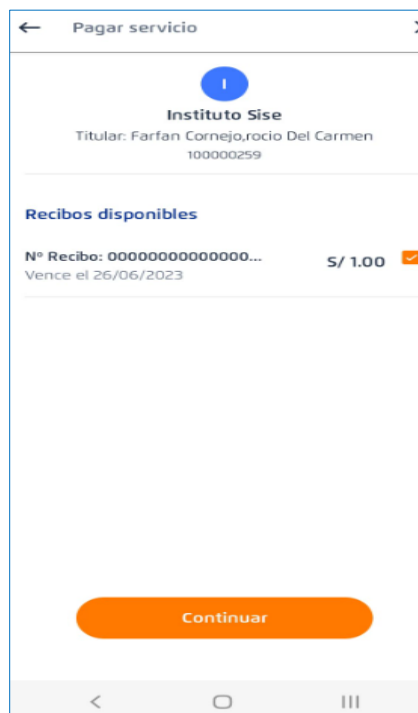 Pagar servicio
I
Instituto Sise
Titular: Farfan Cornejo,rocio Del Carmen
100000259
Recibos disponibles
Nº Recibo: 00000000000000...
S/ 1.00
Vence el 26/06/2023
Continuar